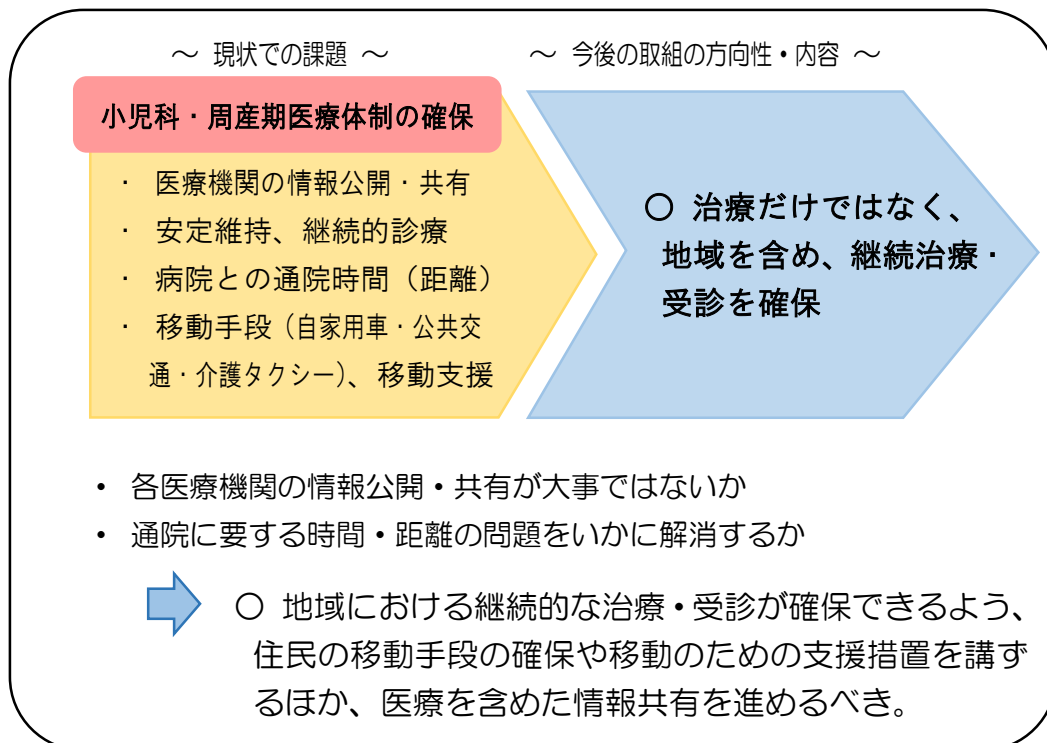 ～ 現状での課題 ～
～ 今後の取組の方向性・内容 ～
小児科・周産期医療体制の確保
・ 医療機関の情報公開・共有
・ 安定維持、継続的診療
・ 病院との通院時間（距離）
・ 移動手段（自家用車・公共交
通・介護タクシー）、移動支援
〇 治療だけではなく、
地域を含め、継続治療・
受診を確保
・ 各医療機関の情報公開・共有が大事ではないか
・ 通院に要する時間・距離の問題をいかに解消するか
〇 地域における継続的な治療・受診が確保できるよう、
住民の移動手段の確保や移動のための支援措置を講ず
るほか、医療を含めた情報共有を進めるべき。